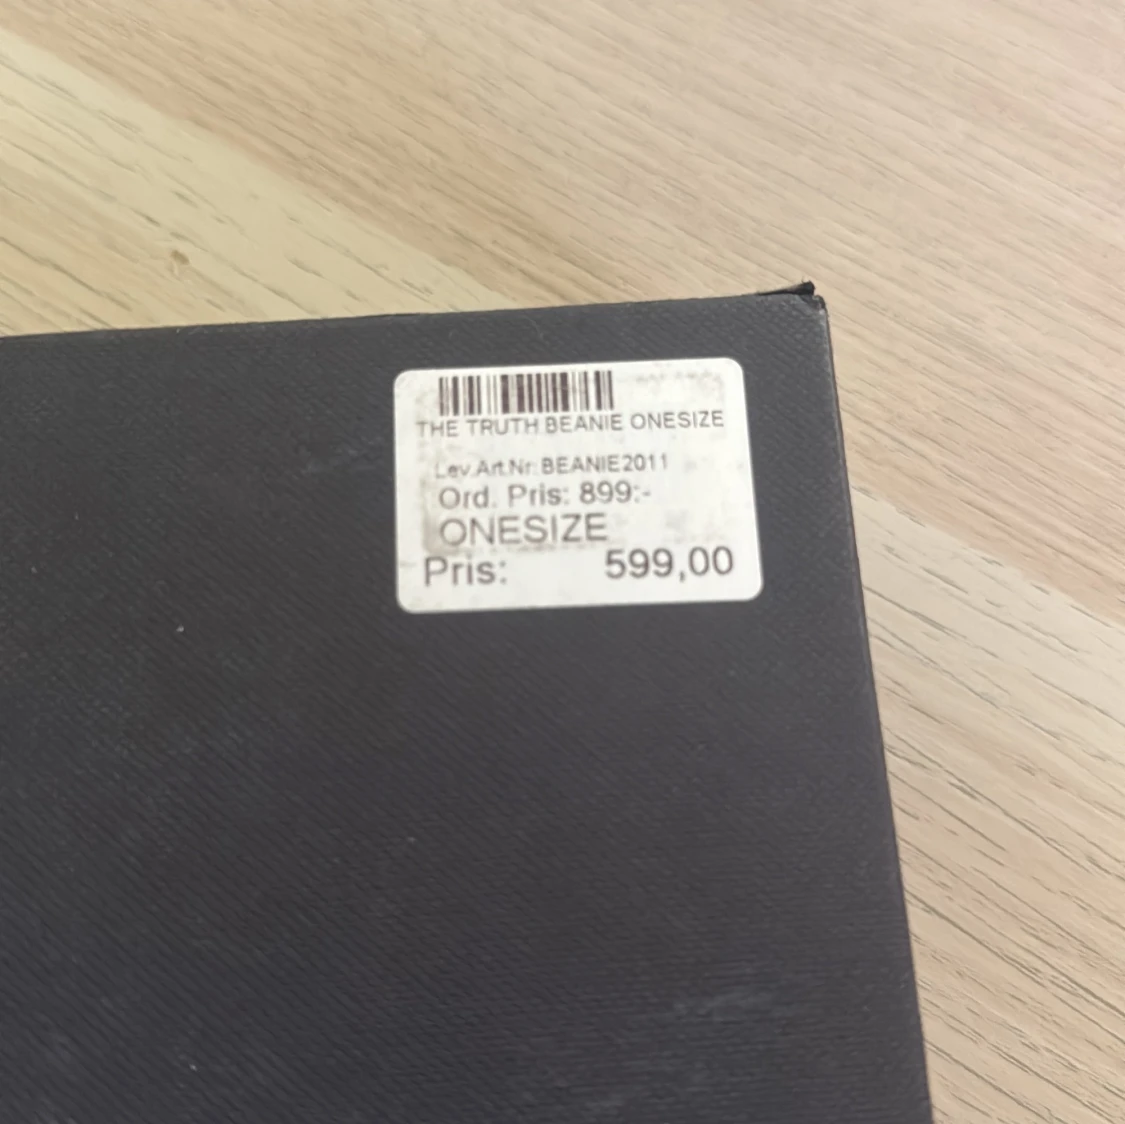 THE TRUTH BEANIE ONESIZE
Lev.Art.Nr: BEANIE2011
Ord. Pris: 899:-
ONESIZE
Pris: 599,00